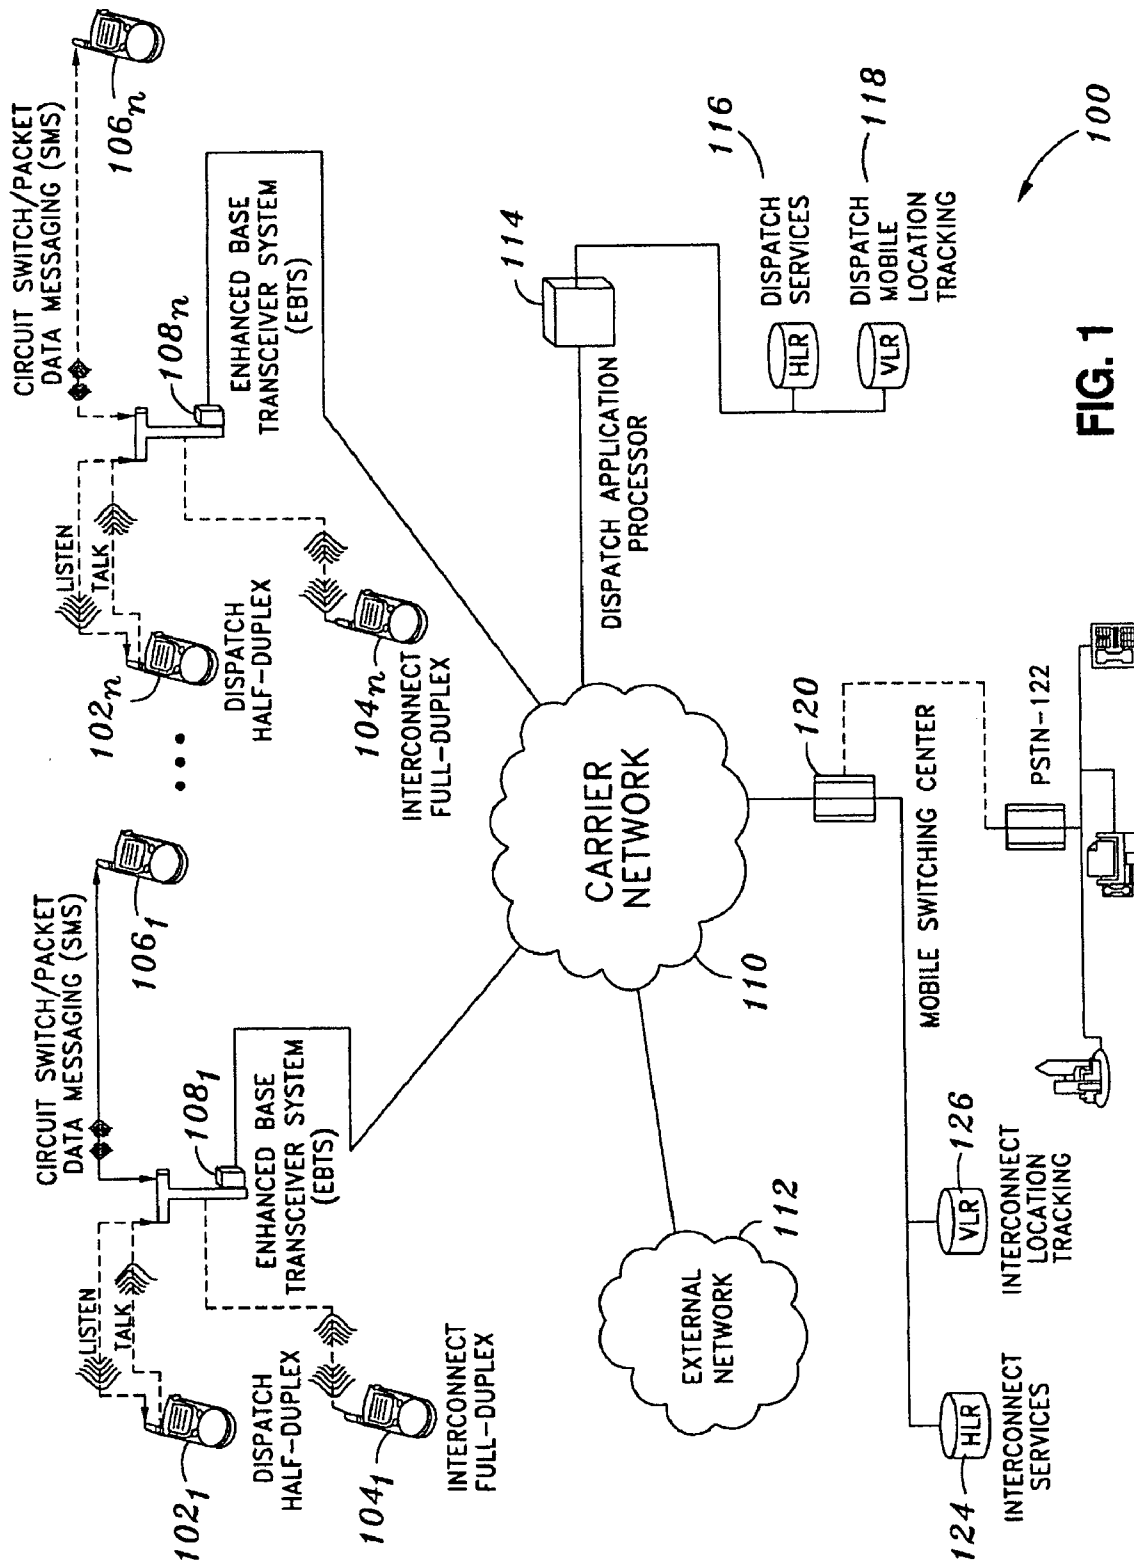 CIRCUIT SWITCH/PACKET
DATA MESSAGING (SMS)
106₁
LISTEN
TALK
102₁
108₁
ENHANCED BASE
TRANSCEIVER SYSTEM
(EBTS)
DISPATCH
HALF-DUPLEX
104₁
INTERCONNECT
FULL-DUPLEX
CIRCUIT SWITCH/PACKET
DATA MESSAGING (SMS)
106ₙ
LISTEN
TALK
102ₙ
108ₙ
ENHANCED BASE
TRANSCEIVER SYSTEM
(EBTS)
DISPATCH
HALF-DUPLEX
104ₙ
INTERCONNECT
FULL-DUPLEX
CARRIER
NETWORK
110
EXTERNAL
NETWORK
112
114
DISPATCH APPLICATION
PROCESSOR
HLR
DISPATCH
SERVICES
116
VLR
DISPATCH
MOBILE
LOCATION
TRACKING
118
120
MOBILE SWITCHING CENTER
PSTN-122
124
HLR
INTERCONNECT
SERVICES
VLR
126
INTERCONNECT
LOCATION
TRACKING
100
FIG. 1